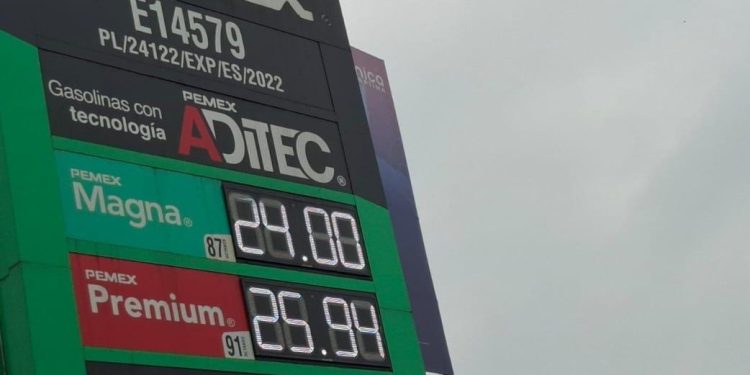 E14579
PL/24122/EXP/ES/2022
Gasolinas con
tecnología
PEMEX
ADITEC®
PEMEX
Magna®
87
24.00
PEMEX
Premium®
91
25.94